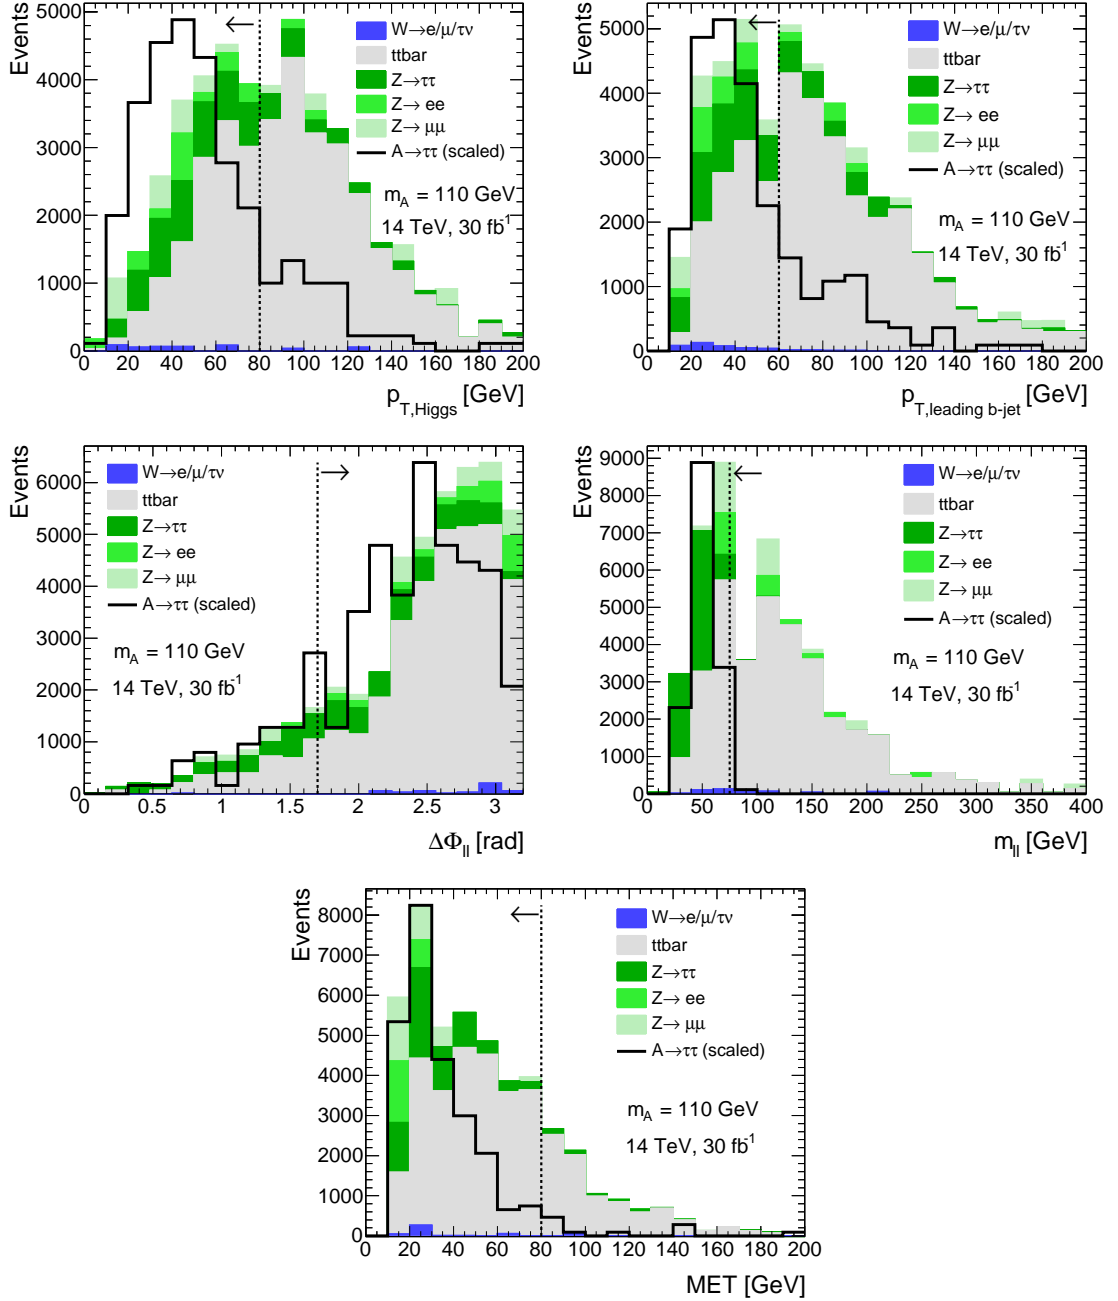 Events
5000
4000
3000
2000
1000
0
W→e/μ/τν
ttbar
Z→ττ
Z→ ee
Z→ μμ
A→ττ (scaled)
m_A = 110 GeV
14 TeV, 30 fb⁻¹
0 20 40 60 80 100 120 140 160 180 200
p_T,Higgs [GeV]
Events
5000
4000
3000
2000
1000
0
W→e/μ/τν
ttbar
Z→ττ
Z→ ee
Z→ μμ
A→ττ (scaled)
m_A = 110 GeV
14 TeV, 30 fb⁻¹
0 20 40 60 80 100 120 140 160 180 200
p_T,leading b-jet [GeV]
Events
6000
5000
4000
3000
2000
1000
0
W→e/μ/τν
ttbar
Z→ττ
Z→ ee
Z→ μμ
A→ττ (scaled)
m_A = 110 GeV
14 TeV, 30 fb⁻¹
0 0.5 1 1.5 2 2.5 3
ΔΦ_ll [rad]
Events
9000
8000
7000
6000
5000
4000
3000
2000
1000
0
W→e/μ/τν
ttbar
Z→ττ
Z→ ee
Z→ μμ
A→ττ (scaled)
m_A = 110 GeV
14 TeV, 30 fb⁻¹
0 50 100 150 200 250 300 350 400
m_ll [GeV]
Events
8000
7000
6000
5000
4000
3000
2000
1000
0
W→e/μ/τν
ttbar
Z→ττ
Z→ ee
Z→ μμ
A→ττ (scaled)
m_A = 110 GeV
14 TeV, 30 fb⁻¹
0 20 40 60 80 100 120 140 160 180 200
MET [GeV]